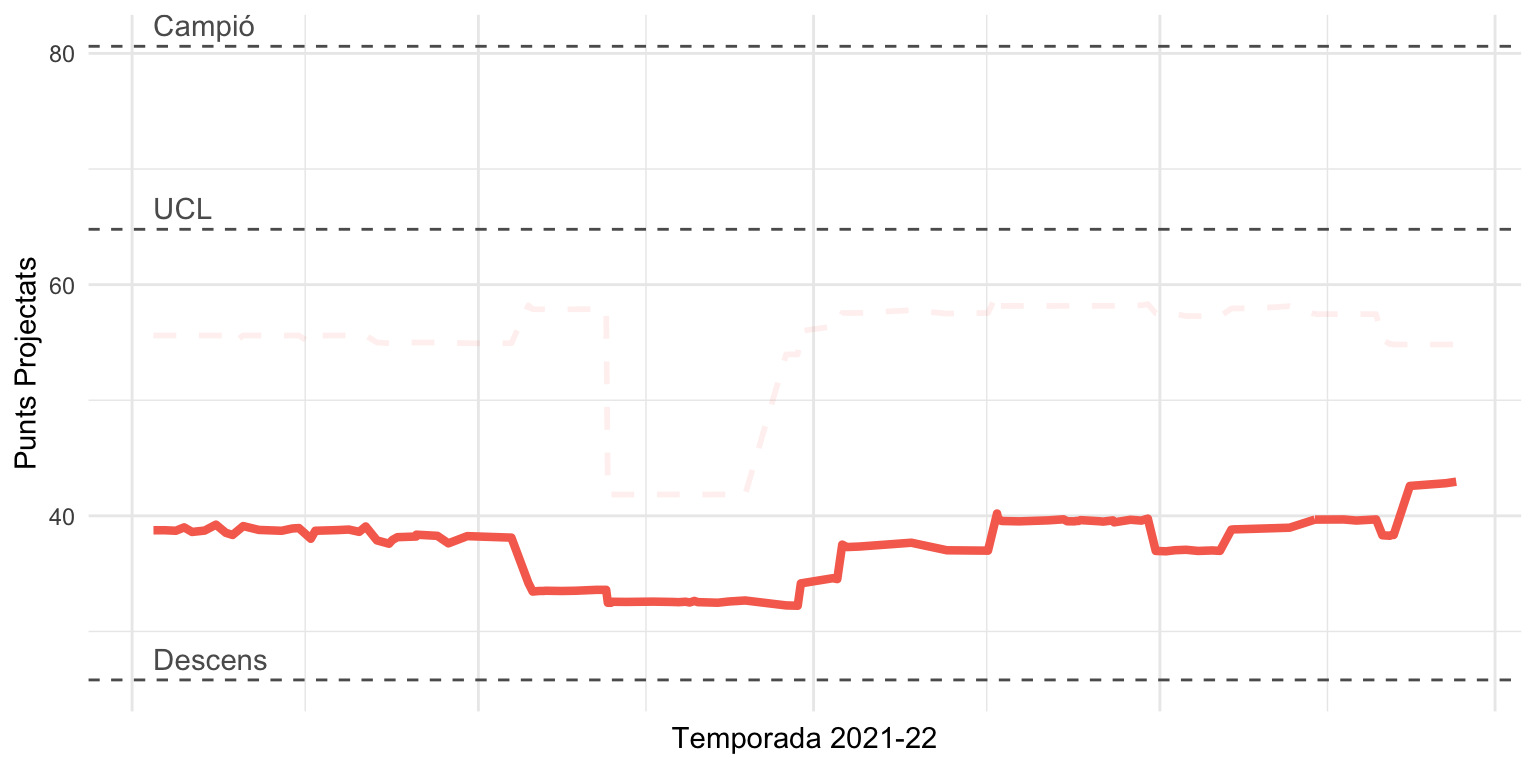 Campió
80
UCL
60
Punts Projectats
40
Descens
Temporada 2021-22